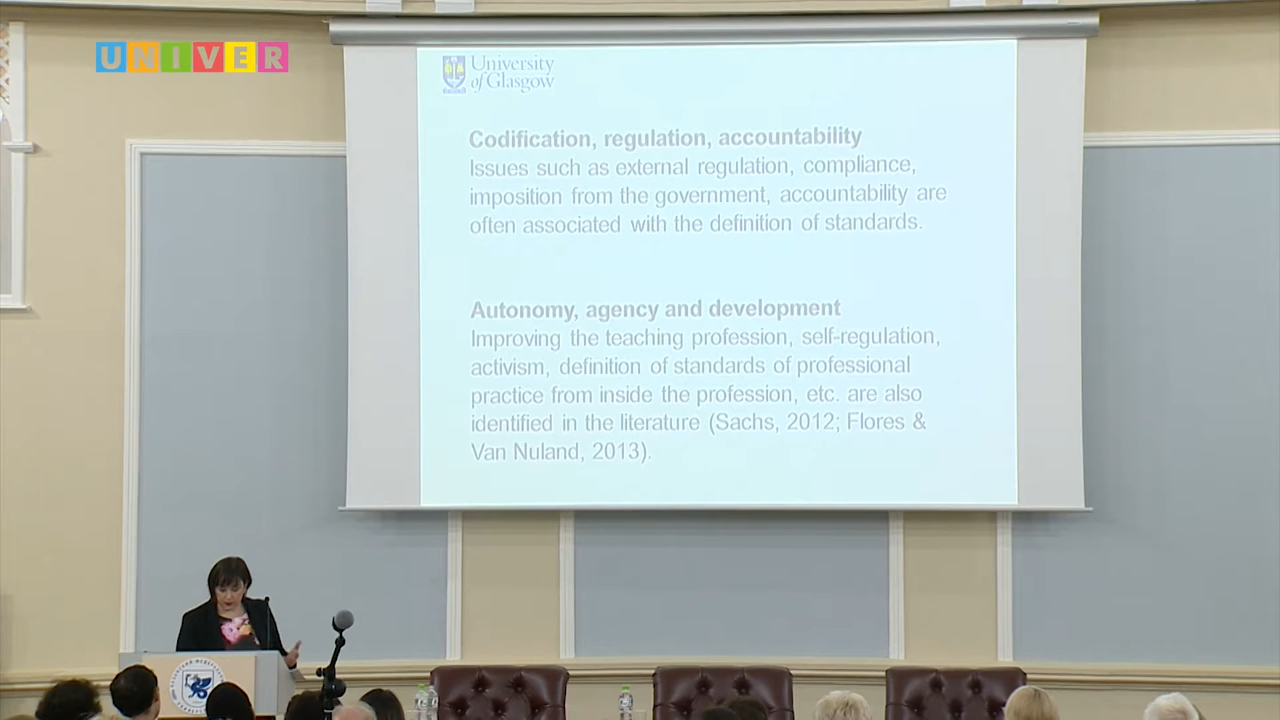 UNIVER
University
of Glasgow
Codification, regulation, accountability
Issues such as external regulation, compliance,
imposition from the government, accountability are
often associated with the definition of standards.
Autonomy, agency and development
Improving the teaching profession, self-regulation,
activism, definition of standards of professional
practice from inside the profession, etc. are also
identified in the literature (Sachs, 2012; Flores &
Van Nuland, 2013).